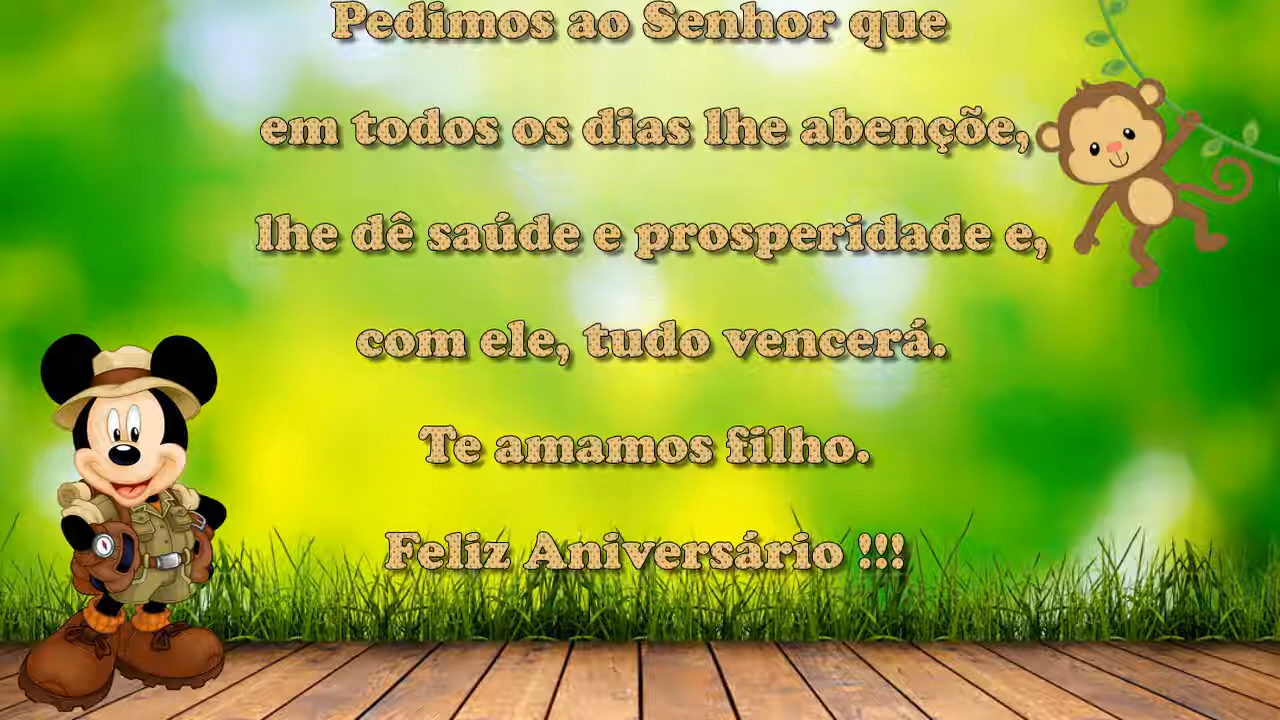 Pedimos ao Senhor que
em todos os dias lhe abençõe,
lhe dê saúde e prosperidade e,
com ele, tudo vencerá.
Te amamos filho.
Feliz Aniversário !!!